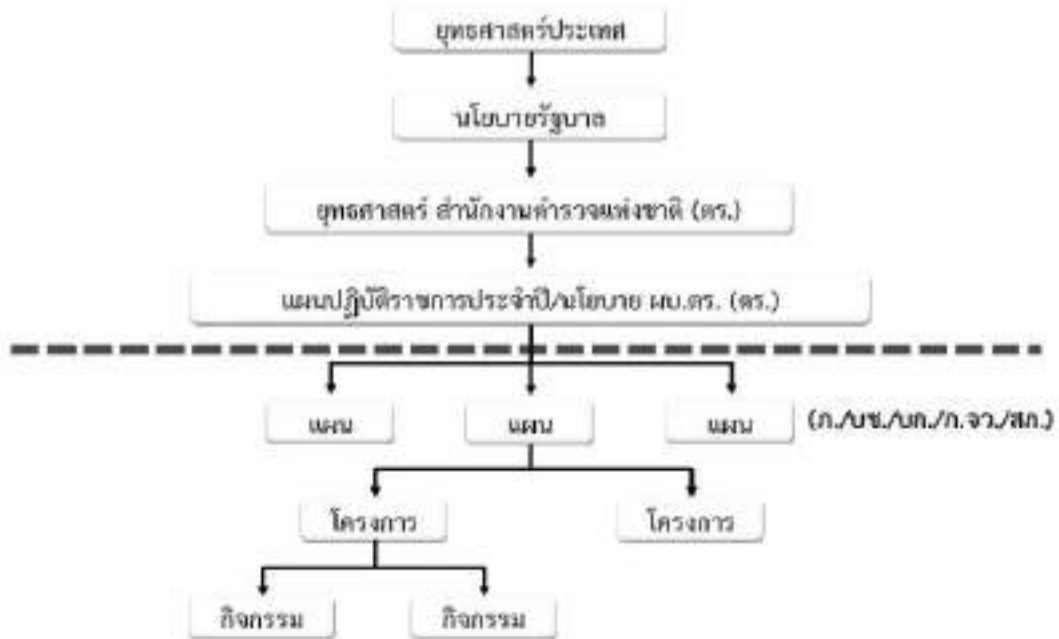 ยุทธศาสตร์ประเทศ
นโยบายรัฐบาล
ยุทธศาสตร์ สำนักงานตำรวจแห่งชาติ (ตร.)
แผนปฏิบัติราชการประจำปี/นโยบาย ผบ.ตร. (ตร.)
แผน แผน แผน (ภ./บช./บก./ภ.จว./สภ.)
โครงการ โครงการ
กิจกรรม กิจกรรม